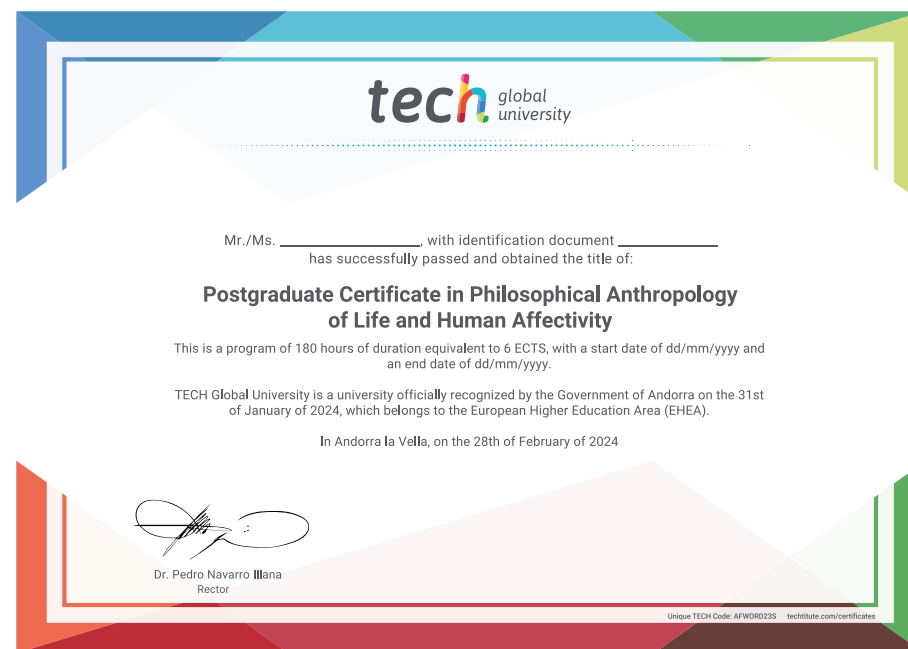 tech global university
Mr./Ms. ____________________, with identification document ______________
has successfully passed and obtained the title of:
Postgraduate Certificate in Philosophical Anthropology
of Life and Human Affectivity
This is a program of 180 hours of duration equivalent to 6 ECTS, with a start date of dd/mm/yyyy and
an end date of dd/mm/yyyy.
TECH Global University is a university officially recognized by the Government of Andorra on the 31st
of January of 2024, which belongs to the European Higher Education Area (EHEA).
In Andorra la Vella, on the 28th of February of 2024
Dr. Pedro Navarro Illana
Rector
Unique TECH Code: AFWORD23S techtitute.com/certificates